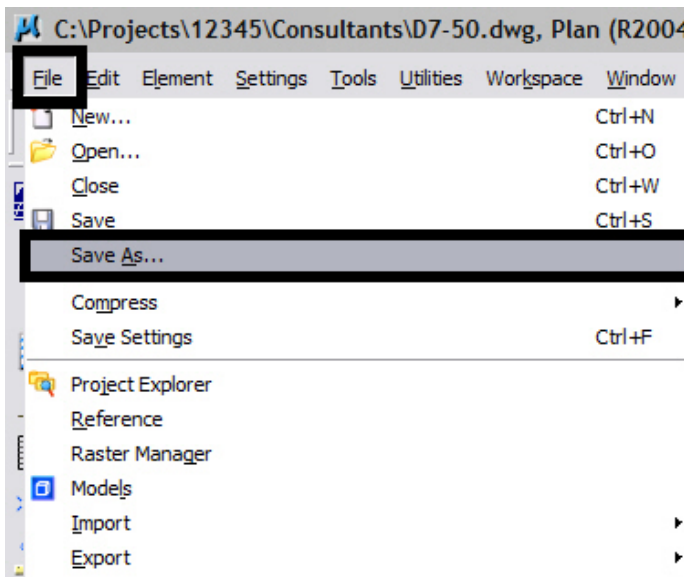 C:\Projects\12345\Consultants\D7-50.dwg, Plan (R2004
File Edit Element Settings Tools Utilities Workspace Window
New... Ctrl+N
Open... Ctrl+O
Close Ctrl+W
Save Ctrl+S
Save As...
Compress
Save Settings Ctrl+F
Project Explorer
Reference
Raster Manager
Models
Import
Export